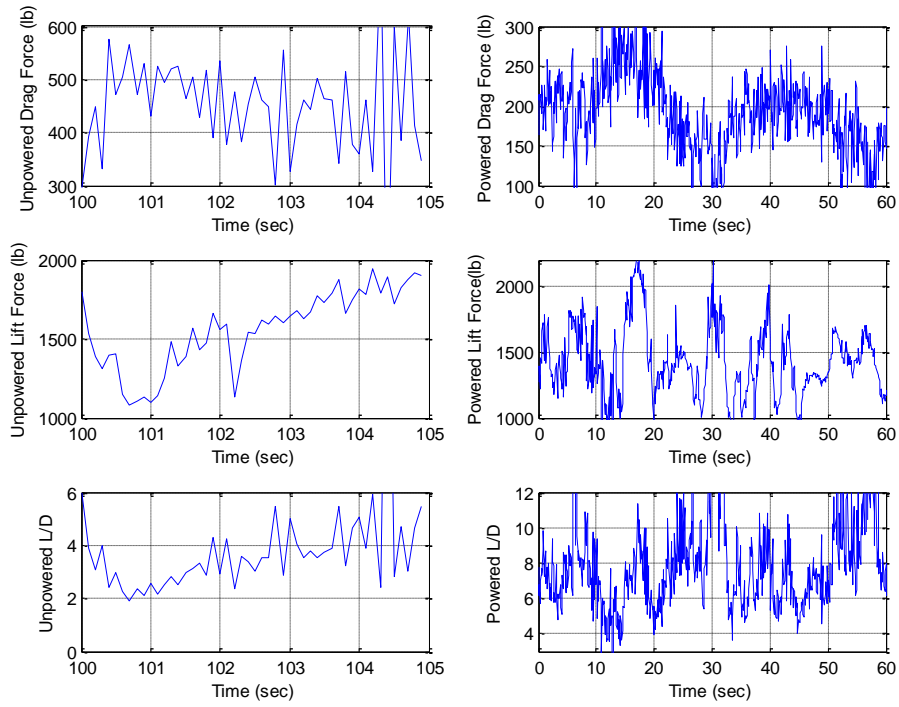 600
500
400
300
Unpowered Drag Force (lb)
100 101 102 103 104 105
Time (sec)
300
250
200
150
100
Powered Drag Force (lb)
0 10 20 30 40 50 60
Time (sec)
2000
1500
1000
Unpowered Lift Force (lb)
100 101 102 103 104 105
Time (sec)
2000
1500
1000
Powered Lift Force(lb)
0 10 20 30 40 50 60
Time (sec)
6
4
2
0
Unpowered L/D
100 101 102 103 104 105
Time (sec)
12
10
8
6
4
Powered L/D
0 10 20 30 40 50 60
Time (sec)